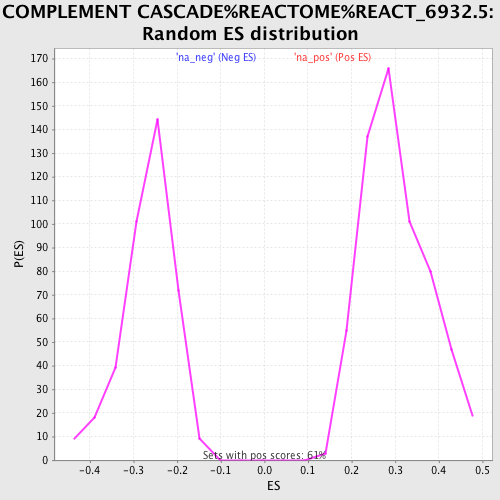 COMPLEMENT CASCADE%REACTOME%REACT_6932.5:
Random ES distribution
'na_neg' (Neg ES) 'na_pos' (Pos ES)
170
160
150
140
130
120
110
100
90
80
70
60
50
40
30
20
10
0
P(ES)
Sets with pos scores: 61%
-0.4 -0.3 -0.2 -0.1 0.0 0.1 0.2 0.3 0.4 0.5
ES